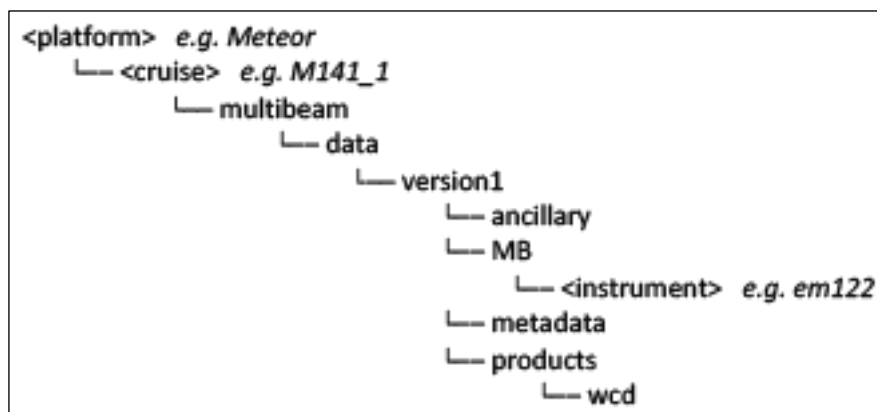 <platform> e.g. Meteor
└── <cruise> e.g. M141_1
└── multibeam
└── data
└── version1
└── ancillary
└── MB
└── <instrument> e.g. em122
└── metadata
└── products
└── wcd